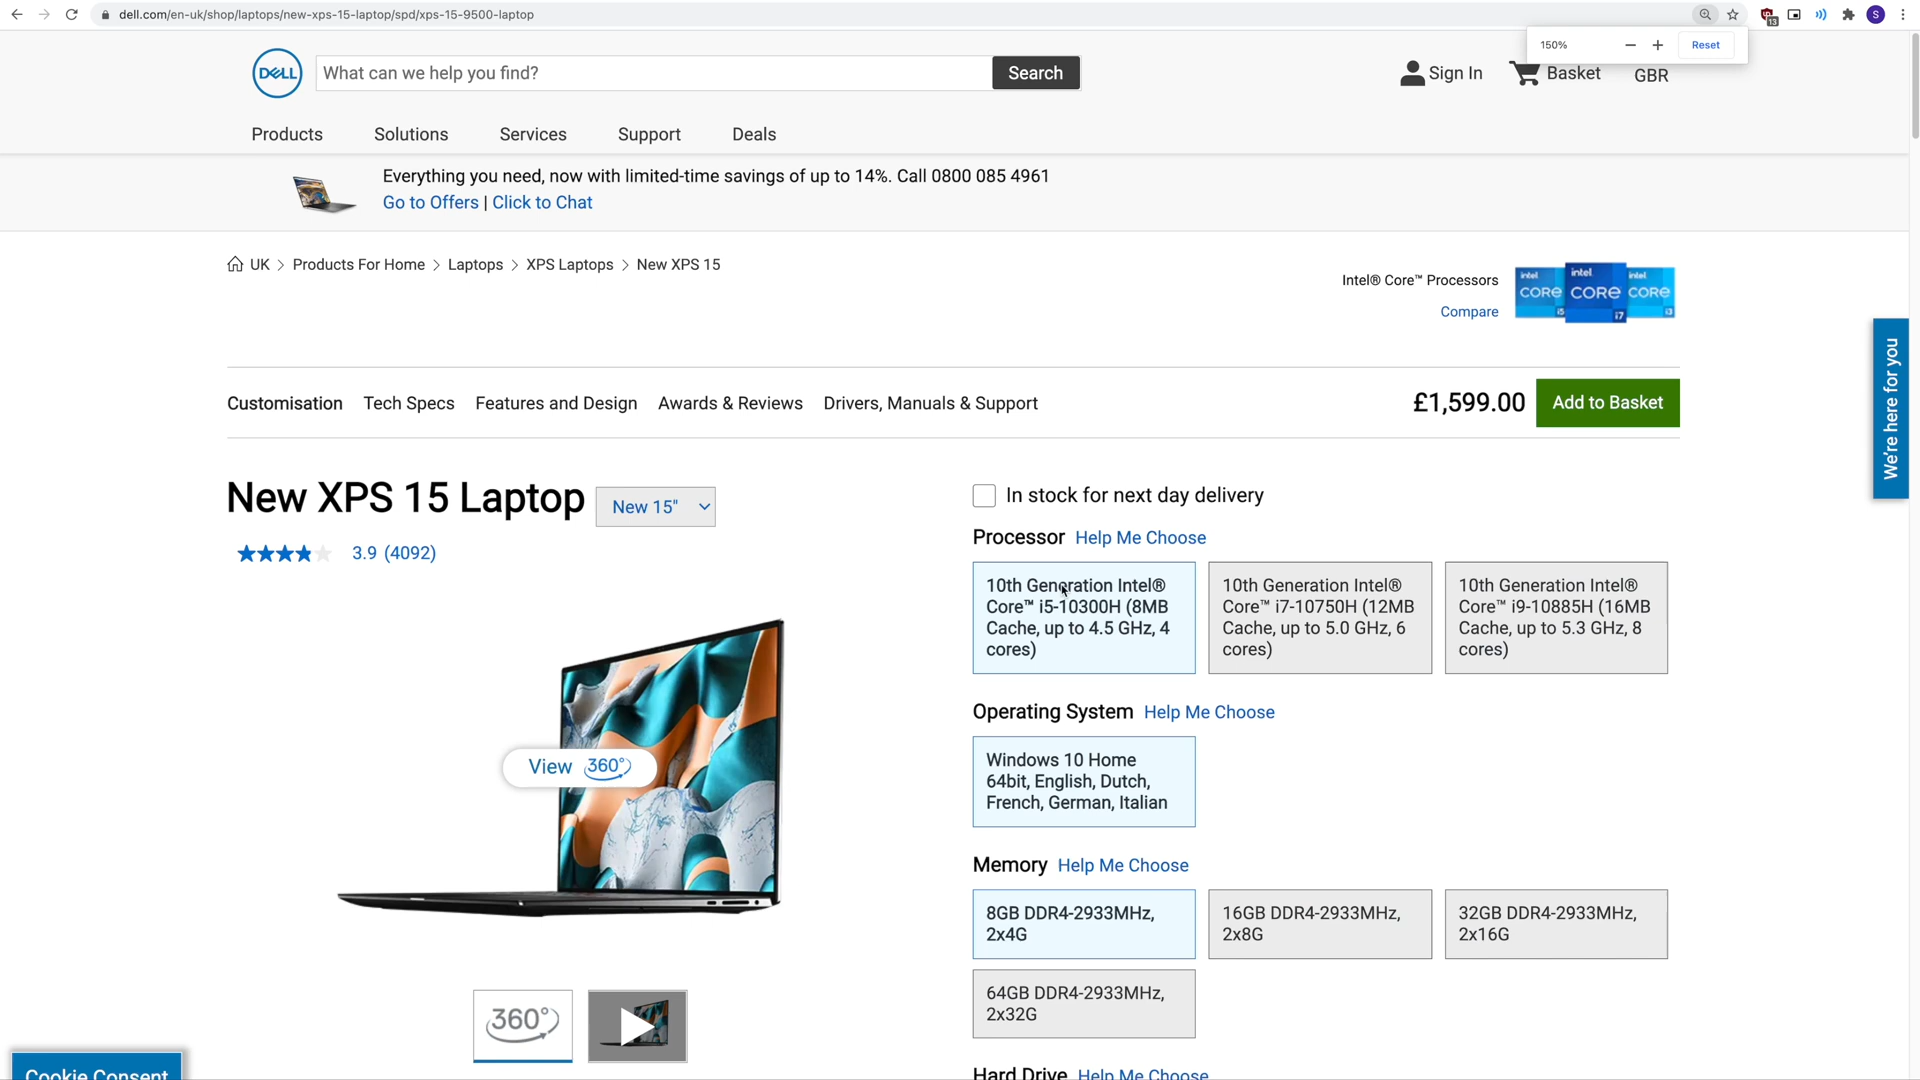 dell.com/en-uk/shop/laptops/new-xps-15-laptop/spd/xps-15-9500-laptop
13
S
150%
Reset
DELL
What can we help you find?
Search
Sign In
Basket
GBR
Products
Solutions
Services
Support
Deals
Everything you need, now with limited-time savings of up to 14%. Call 0800 085 4961
Go to Offers | Click to Chat
UK > Products For Home > Laptops > XPS Laptops > New XPS 15
Intel® Core™ Processors
Compare
intel CORE i5
intel CORE i7
intel CORE i3
We're here for you
Customisation
Tech Specs
Features and Design
Awards & Reviews
Drivers, Manuals & Support
£1,599.00
Add to Basket
New XPS 15 Laptop
New 15"
3.9 (4092)
View 360°
360°
In stock for next day delivery
Processor Help Me Choose
10th Generation Intel®
Core™ i5-10300H (8MB
Cache, up to 4.5 GHz, 4
cores)
10th Generation Intel®
Core™ i7-10750H (12MB
Cache, up to 5.0 GHz, 6
cores)
10th Generation Intel®
Core™ i9-10885H (16MB
Cache, up to 5.3 GHz, 8
cores)
Operating System Help Me Choose
Windows 10 Home
64bit, English, Dutch,
French, German, Italian
Memory Help Me Choose
8GB DDR4-2933MHz,
2x4G
16GB DDR4-2933MHz,
2x8G
32GB DDR4-2933MHz,
2x16G
64GB DDR4-2933MHz,
2x32G
Hard Drive Help Me Choose
Cookie Consent